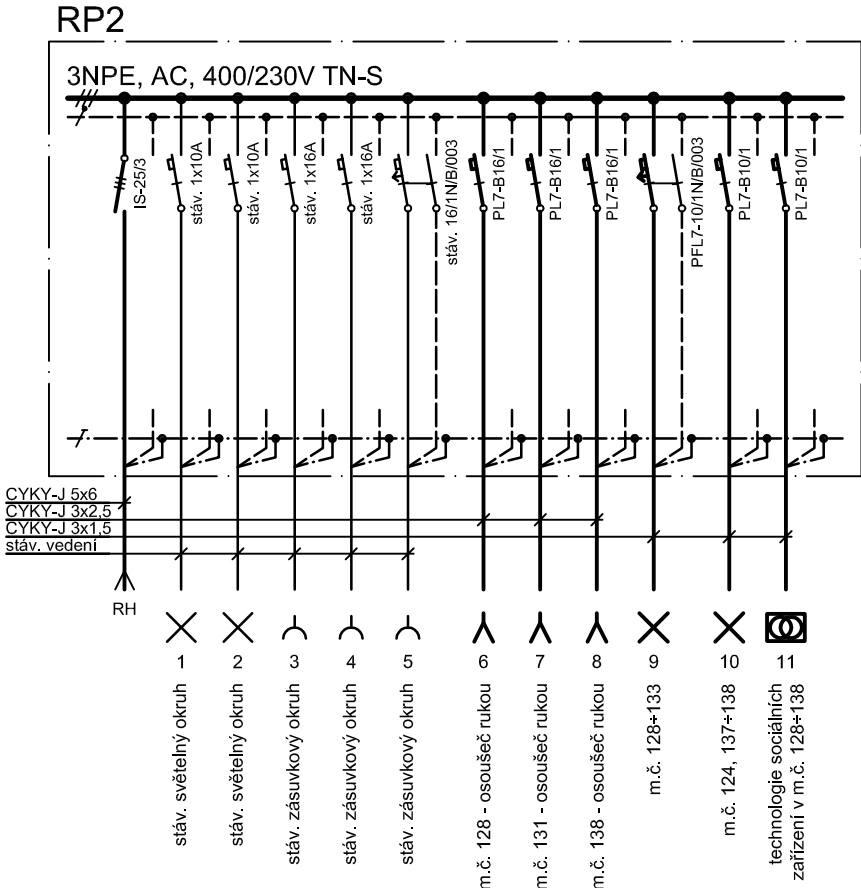 RP2
3NPE, AC, 400/230V TN-S
IS-25/3
stáv. 1x10A
stáv. 1x10A
stáv. 1x16A
stáv. 1x16A
stáv. 16/1N/B/003
PL7-B16/1
PL7-B16/1
PL7-B16/1
PFL7-10/1N/B/003
PL7-B10/1
PL7-B10/1
CYKY-J 5x6
CYKY-J 3x2,5
CYKY-J 3x1,5
stáv. vedení
RH
1
2
3
4
5
6
7
8
9
10
11
stáv. světelný okruh
stáv. světelný okruh
stáv. zásuvkový okruh
stáv. zásuvkový okruh
stáv. zásuvkový okruh
m.č. 128 - osoušeč rukou
m.č. 131 - osoušeč rukou
m.č. 138 - osoušeč rukou
m.č. 128÷133
m.č. 124, 137÷138
technologie sociálních
zařízení v m.č. 128÷138